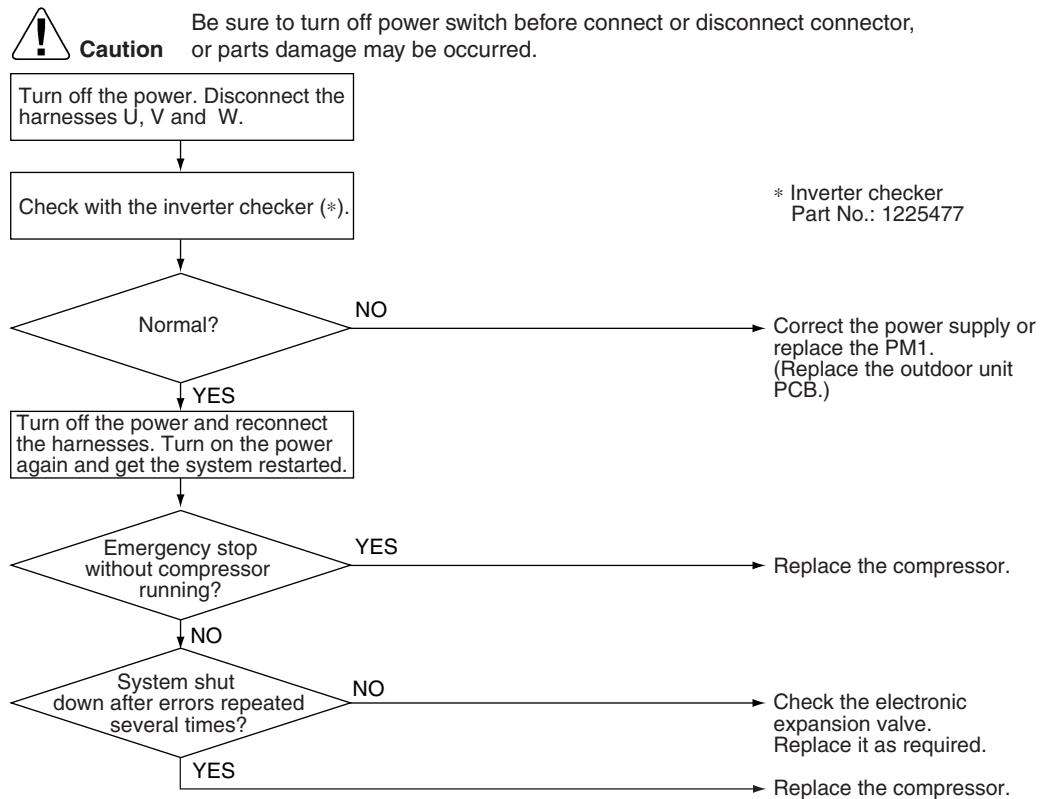 Be sure to turn off power switch before connect or disconnect connector,
Caution or parts damage may be occurred.
Turn off the power. Disconnect the
harnesses U, V and W.
Check with the inverter checker (*).
* Inverter checker
Part No.: 1225477
Normal?
NO
Correct the power supply or
replace the PM1.
(Replace the outdoor unit
PCB.)
YES
Turn off the power and reconnect
the harnesses. Turn on the power
again and get the system restarted.
Emergency stop
without compressor
running?
YES
Replace the compressor.
NO
System shut
down after errors repeated
several times?
NO
Check the electronic
expansion valve.
Replace it as required.
YES
Replace the compressor.